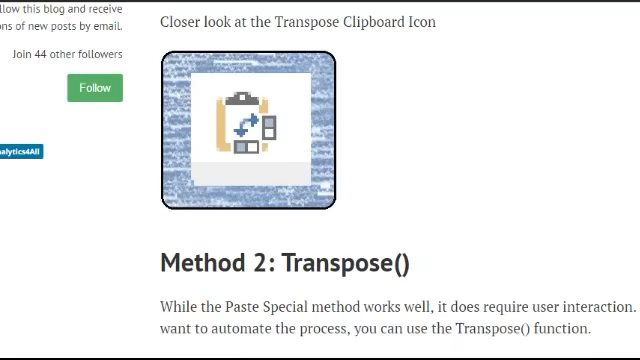 llow this blog and receive
ons of new posts by email.
Join 44 other followers
Follow
nalytics4All
Closer look at the Transpose Clipboard Icon
Method 2: Transpose()
While the Paste Special method works well, it does require user interaction.
want to automate the process, you can use the Transpose() function.